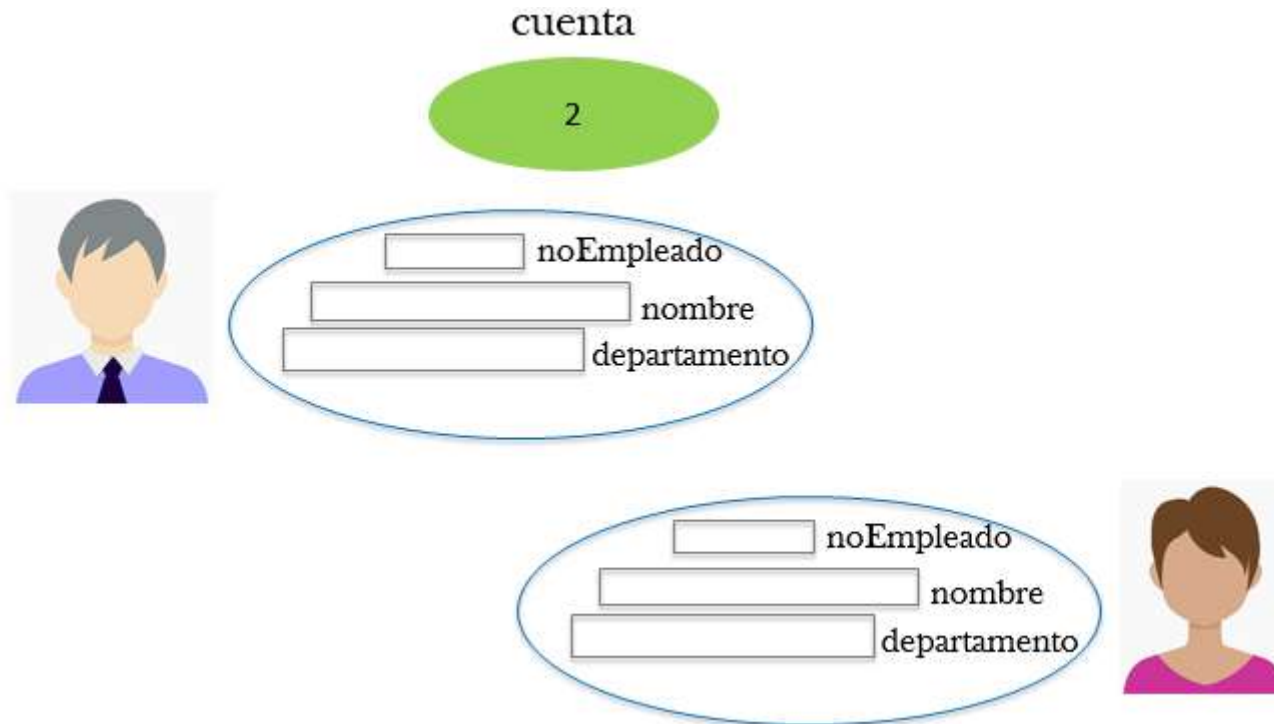 cuenta
2
noEmpleado
nombre
departamento
noEmpleado
nombre
departamento